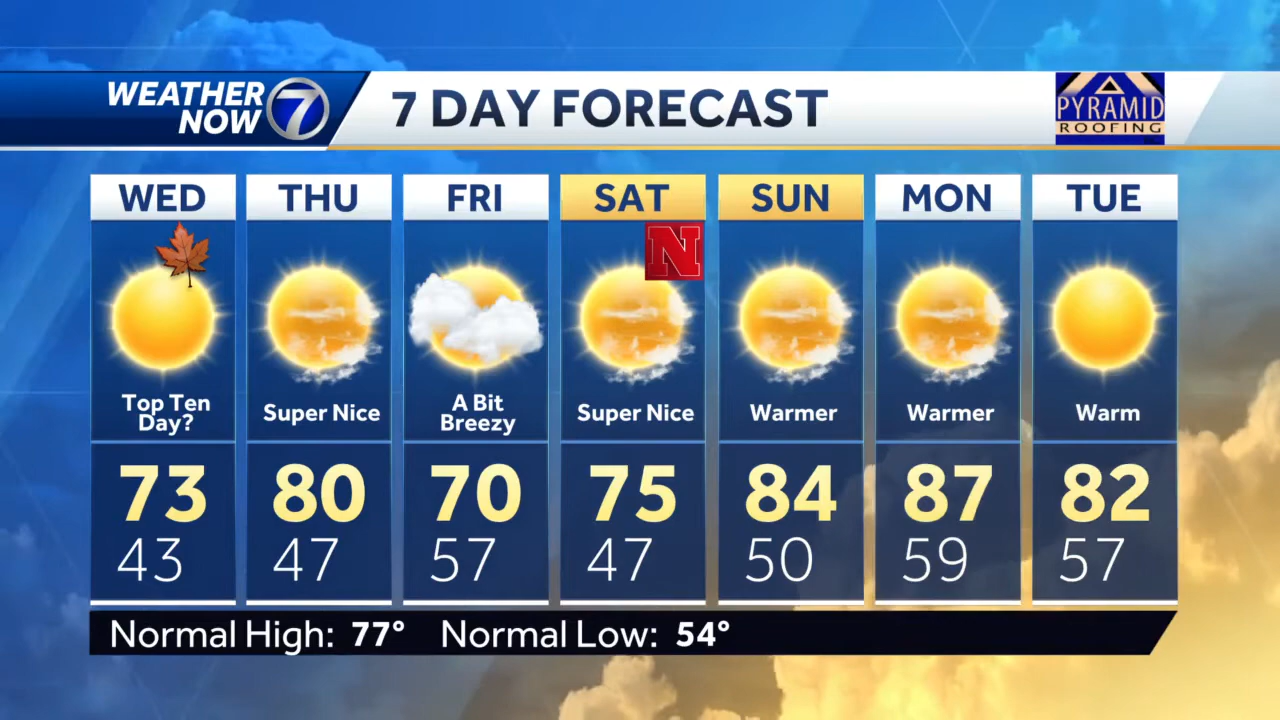 WEATHER
NOW
7
7 DAY FORECAST
PYRAMID
ROOFING
WED THU FRI SAT SUN MON TUE
N
Top Ten
Day?
Super Nice
A Bit
Breezy
Super Nice
Warmer
Warmer
Warm
73 80 70 75 84 87 82
43 47 57 47 50 59 57
Normal High: 77° Normal Low: 54°